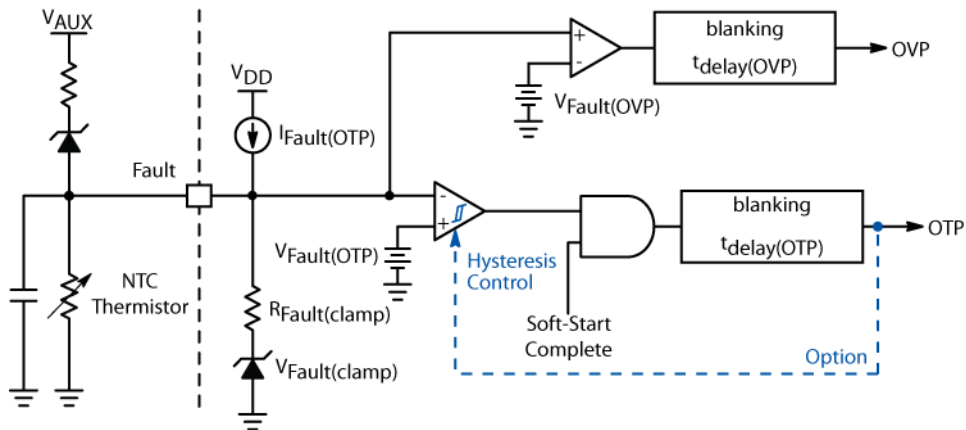 VAUX
VDD
IFault(OTP)
Fault
NTC
Thermistor
RFault(clamp)
VFault(clamp)
+
-
VFault(OVP)
blanking
tdelay(OVP)
OVP
-
+
VFault(OTP)
Hysteresis
Control
Soft-Start
Complete
blanking
tdelay(OTP)
OTP
Option